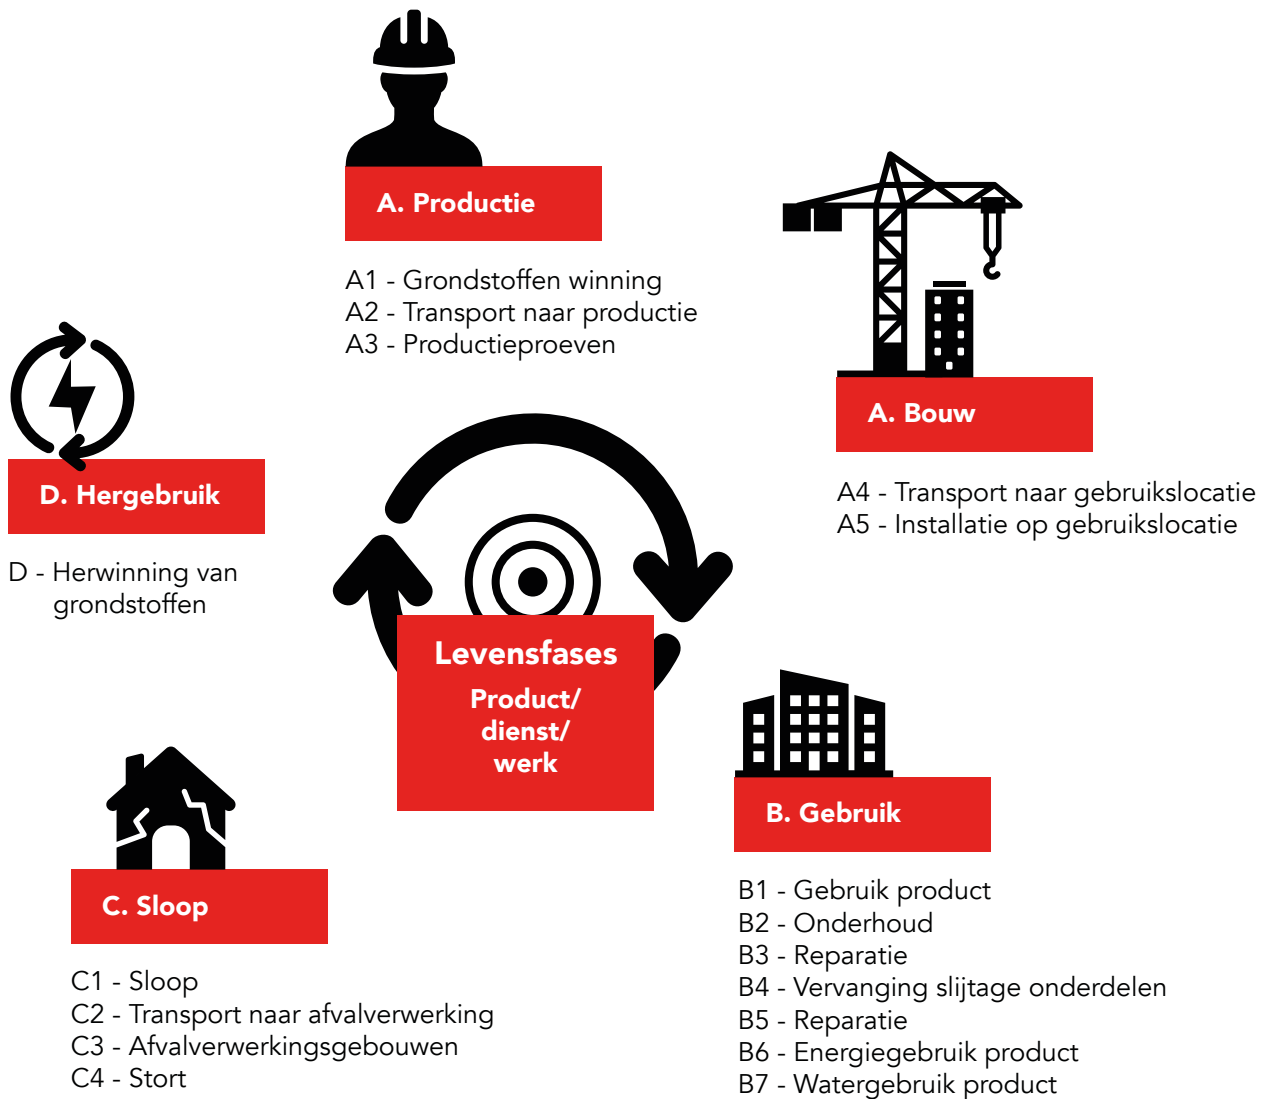 A. Productie
A1 - Grondstoffen winning
A2 - Transport naar productie
A3 - Productieproeven
A. Bouw
A4 - Transport naar gebruikslocatie
A5 - Installatie op gebruikslocatie
D. Hergebruik
D - Herwinning van
grondstoffen
Levensfases
Product/
dienst/
werk
B. Gebruik
B1 - Gebruik product
B2 - Onderhoud
B3 - Reparatie
B4 - Vervanging slijtage onderdelen
B5 - Reparatie
B6 - Energiegebruik product
B7 - Watergebruik product
C. Sloop
C1 - Sloop
C2 - Transport naar afvalverwerking
C3 - Afvalverwerkingsgebouwen
C4 - Stort